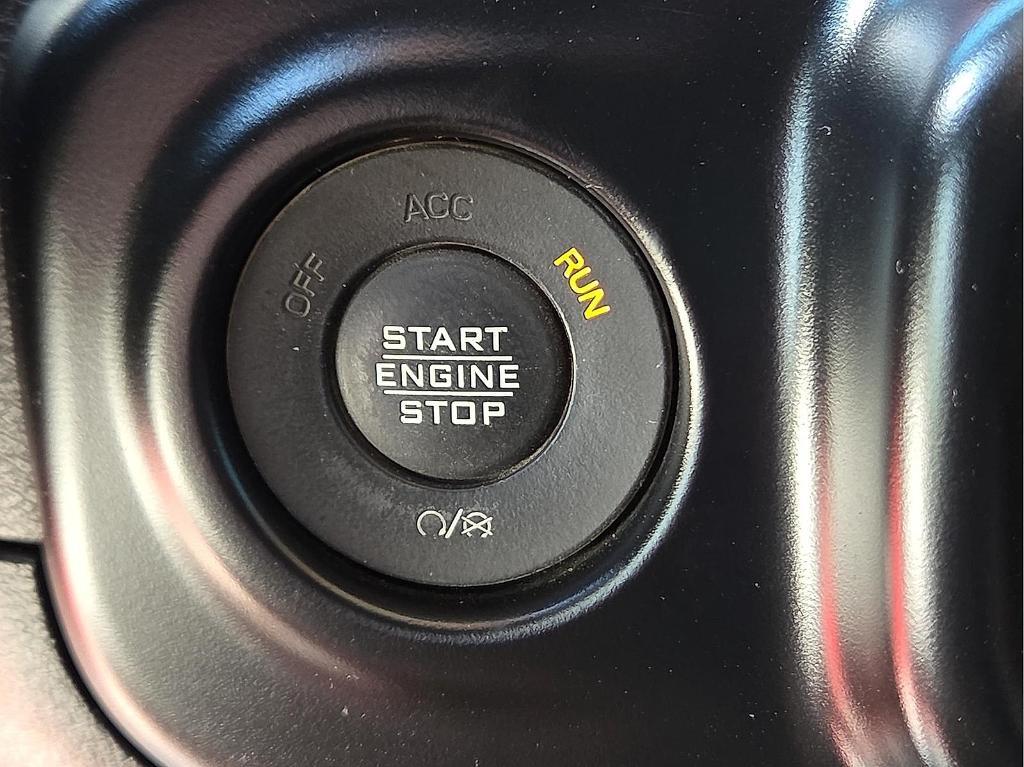 ACC
OFF
RUN
START
ENGINE
STOP